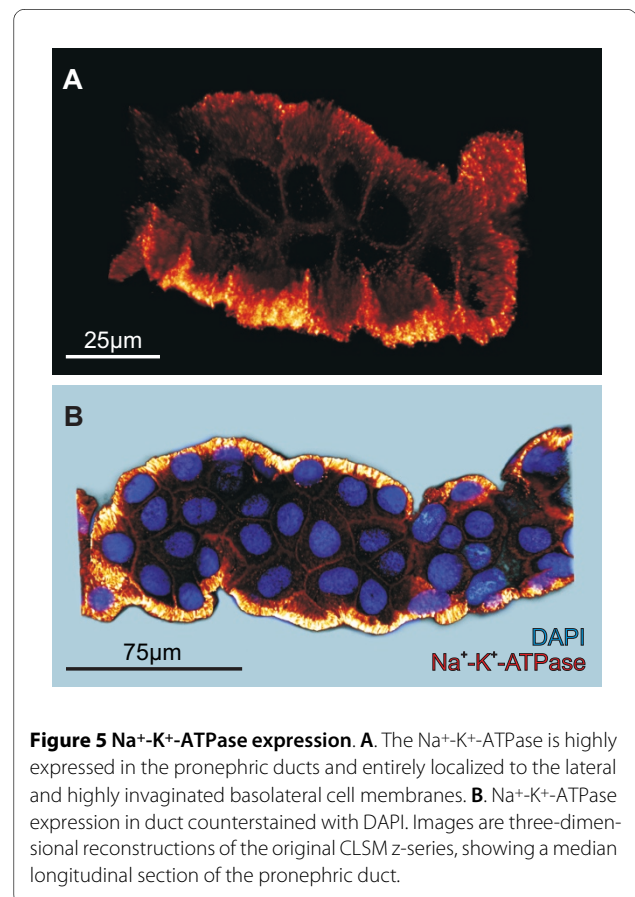 A
25µm
B
75µm
DAPI
Na⁺-K⁺-ATPase
Figure 5 Na⁺-K⁺-ATPase expression. A. The Na⁺-K⁺-ATPase is highly
expressed in the pronephric ducts and entirely localized to the lateral
and highly invaginated basolateral cell membranes. B. Na⁺-K⁺-ATPase
expression in duct counterstained with DAPI. Images are three-dimen-
sional reconstructions of the original CLSM z-series, showing a median
longitudinal section of the pronephric duct.